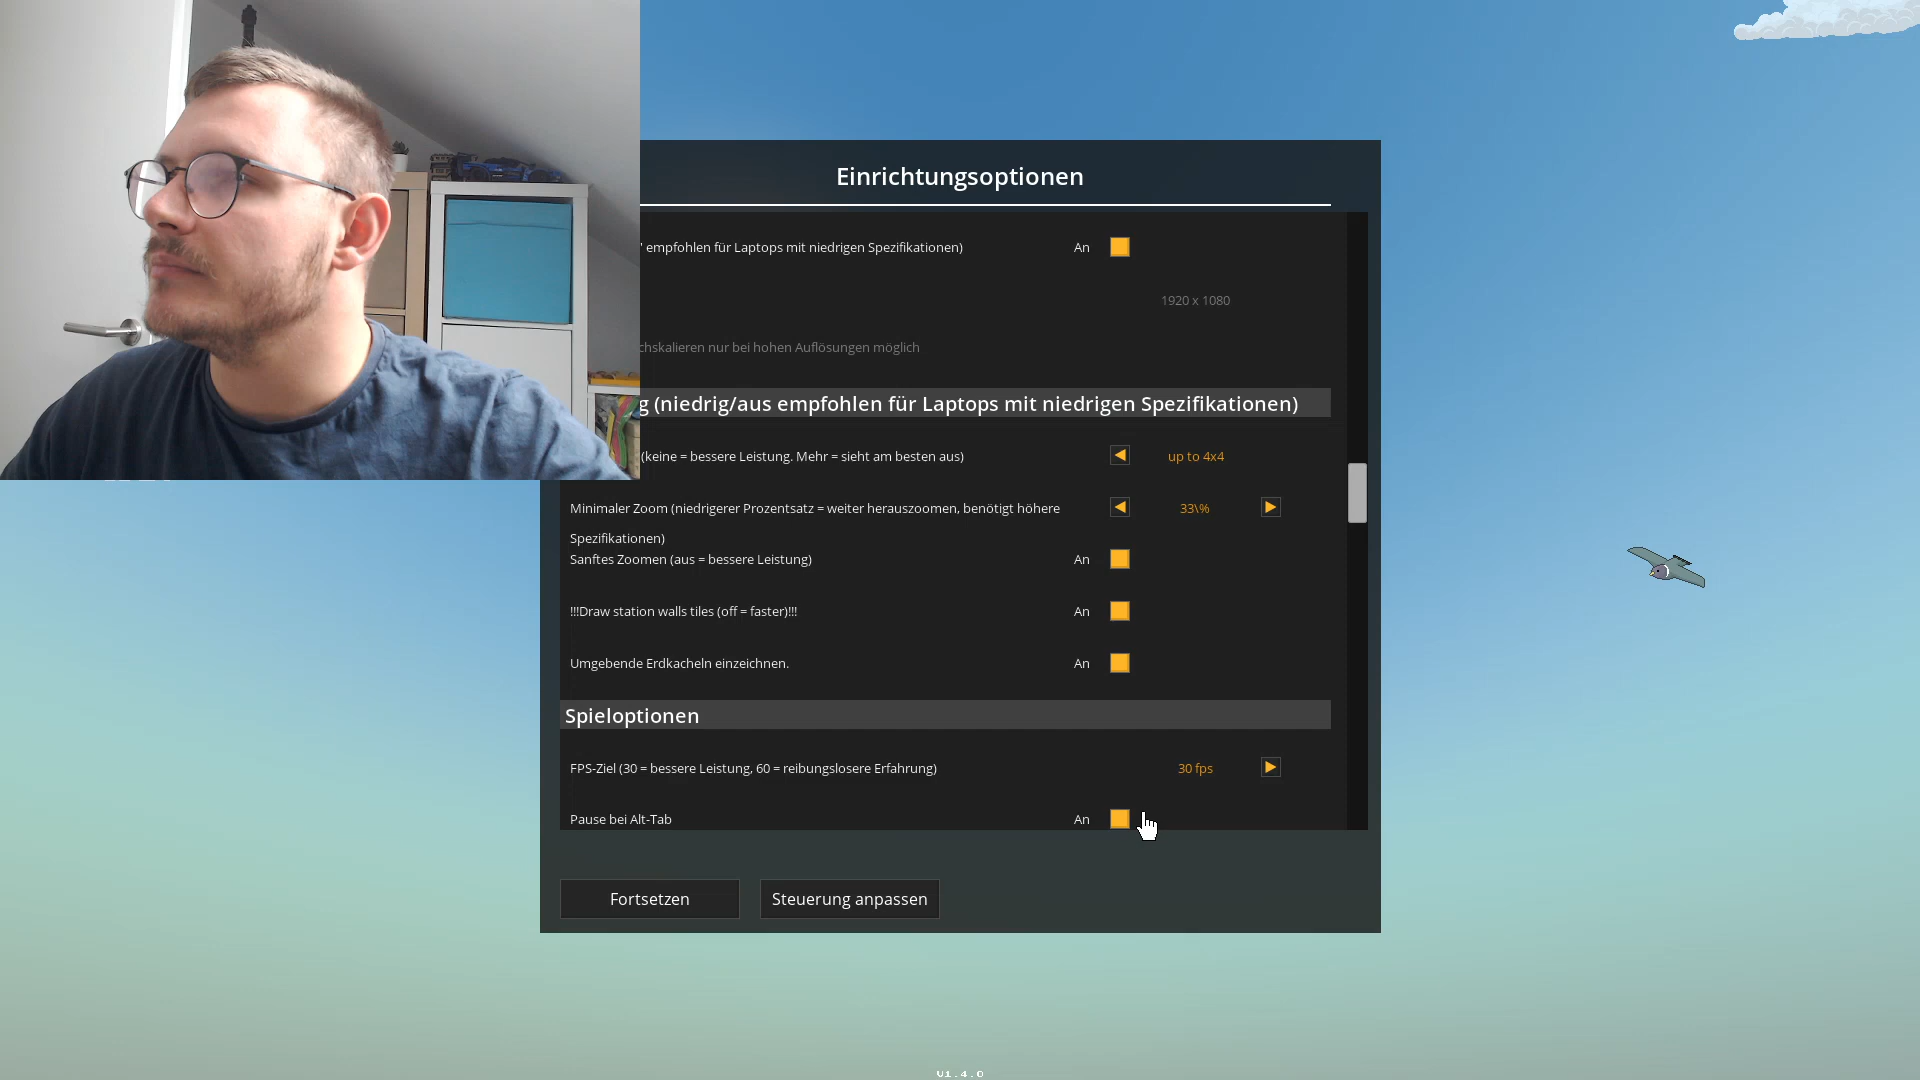 Einrichtungsoptionen
empfohlen für Laptops mit niedrigen Spezifikationen) An
1920 x 1080
nur bei hohen Auflösungen möglich
(niedrig/aus empfohlen für Laptops mit niedrigen Spezifikationen)
(keine = bessere Leistung. Mehr = sieht am besten aus) up to 4x4
Minimaler Zoom (niedrigerer Prozentsatz = weiter herauszoomen, benötigt höhere 33\%
Spezifikationen)
Sanftes Zoomen (aus = bessere Leistung) An
!!!Draw station walls tiles (off = faster)!!! An
Umgebende Erdkacheln einzeichnen. An
Spieloptionen
FPS-Ziel (30 = bessere Leistung, 60 = reibungslosere Erfahrung) 30 fps
Pause bei Alt-Tab An
Fortsetzen Steuerung anpassen
V1.4.0